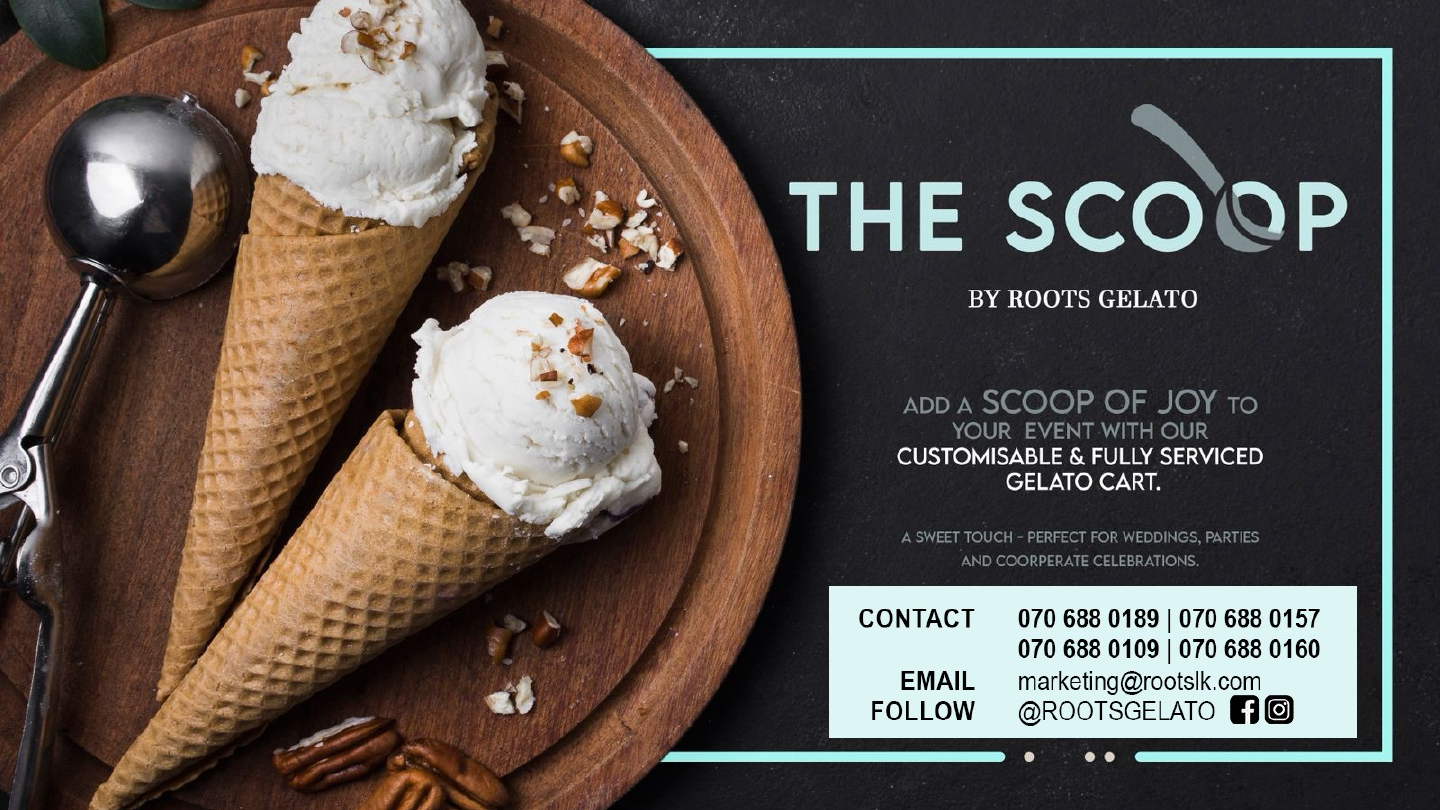 THE SCOOP
BY ROOTS GELATO
ADD A SCOOP OF JOY TO
YOUR EVENT WITH OUR
CUSTOMISABLE & FULLY SERVICED
GELATO CART.
A SWEET TOUCH - PERFECT FOR WEDDINGS, PARTIES
AND COORPERATE CELEBRATIONS.
CONTACT 070 688 0189 | 070 688 0157
070 688 0109 | 070 688 0160
EMAIL marketing@rootslk.com
FOLLOW @ROOTSGELATO